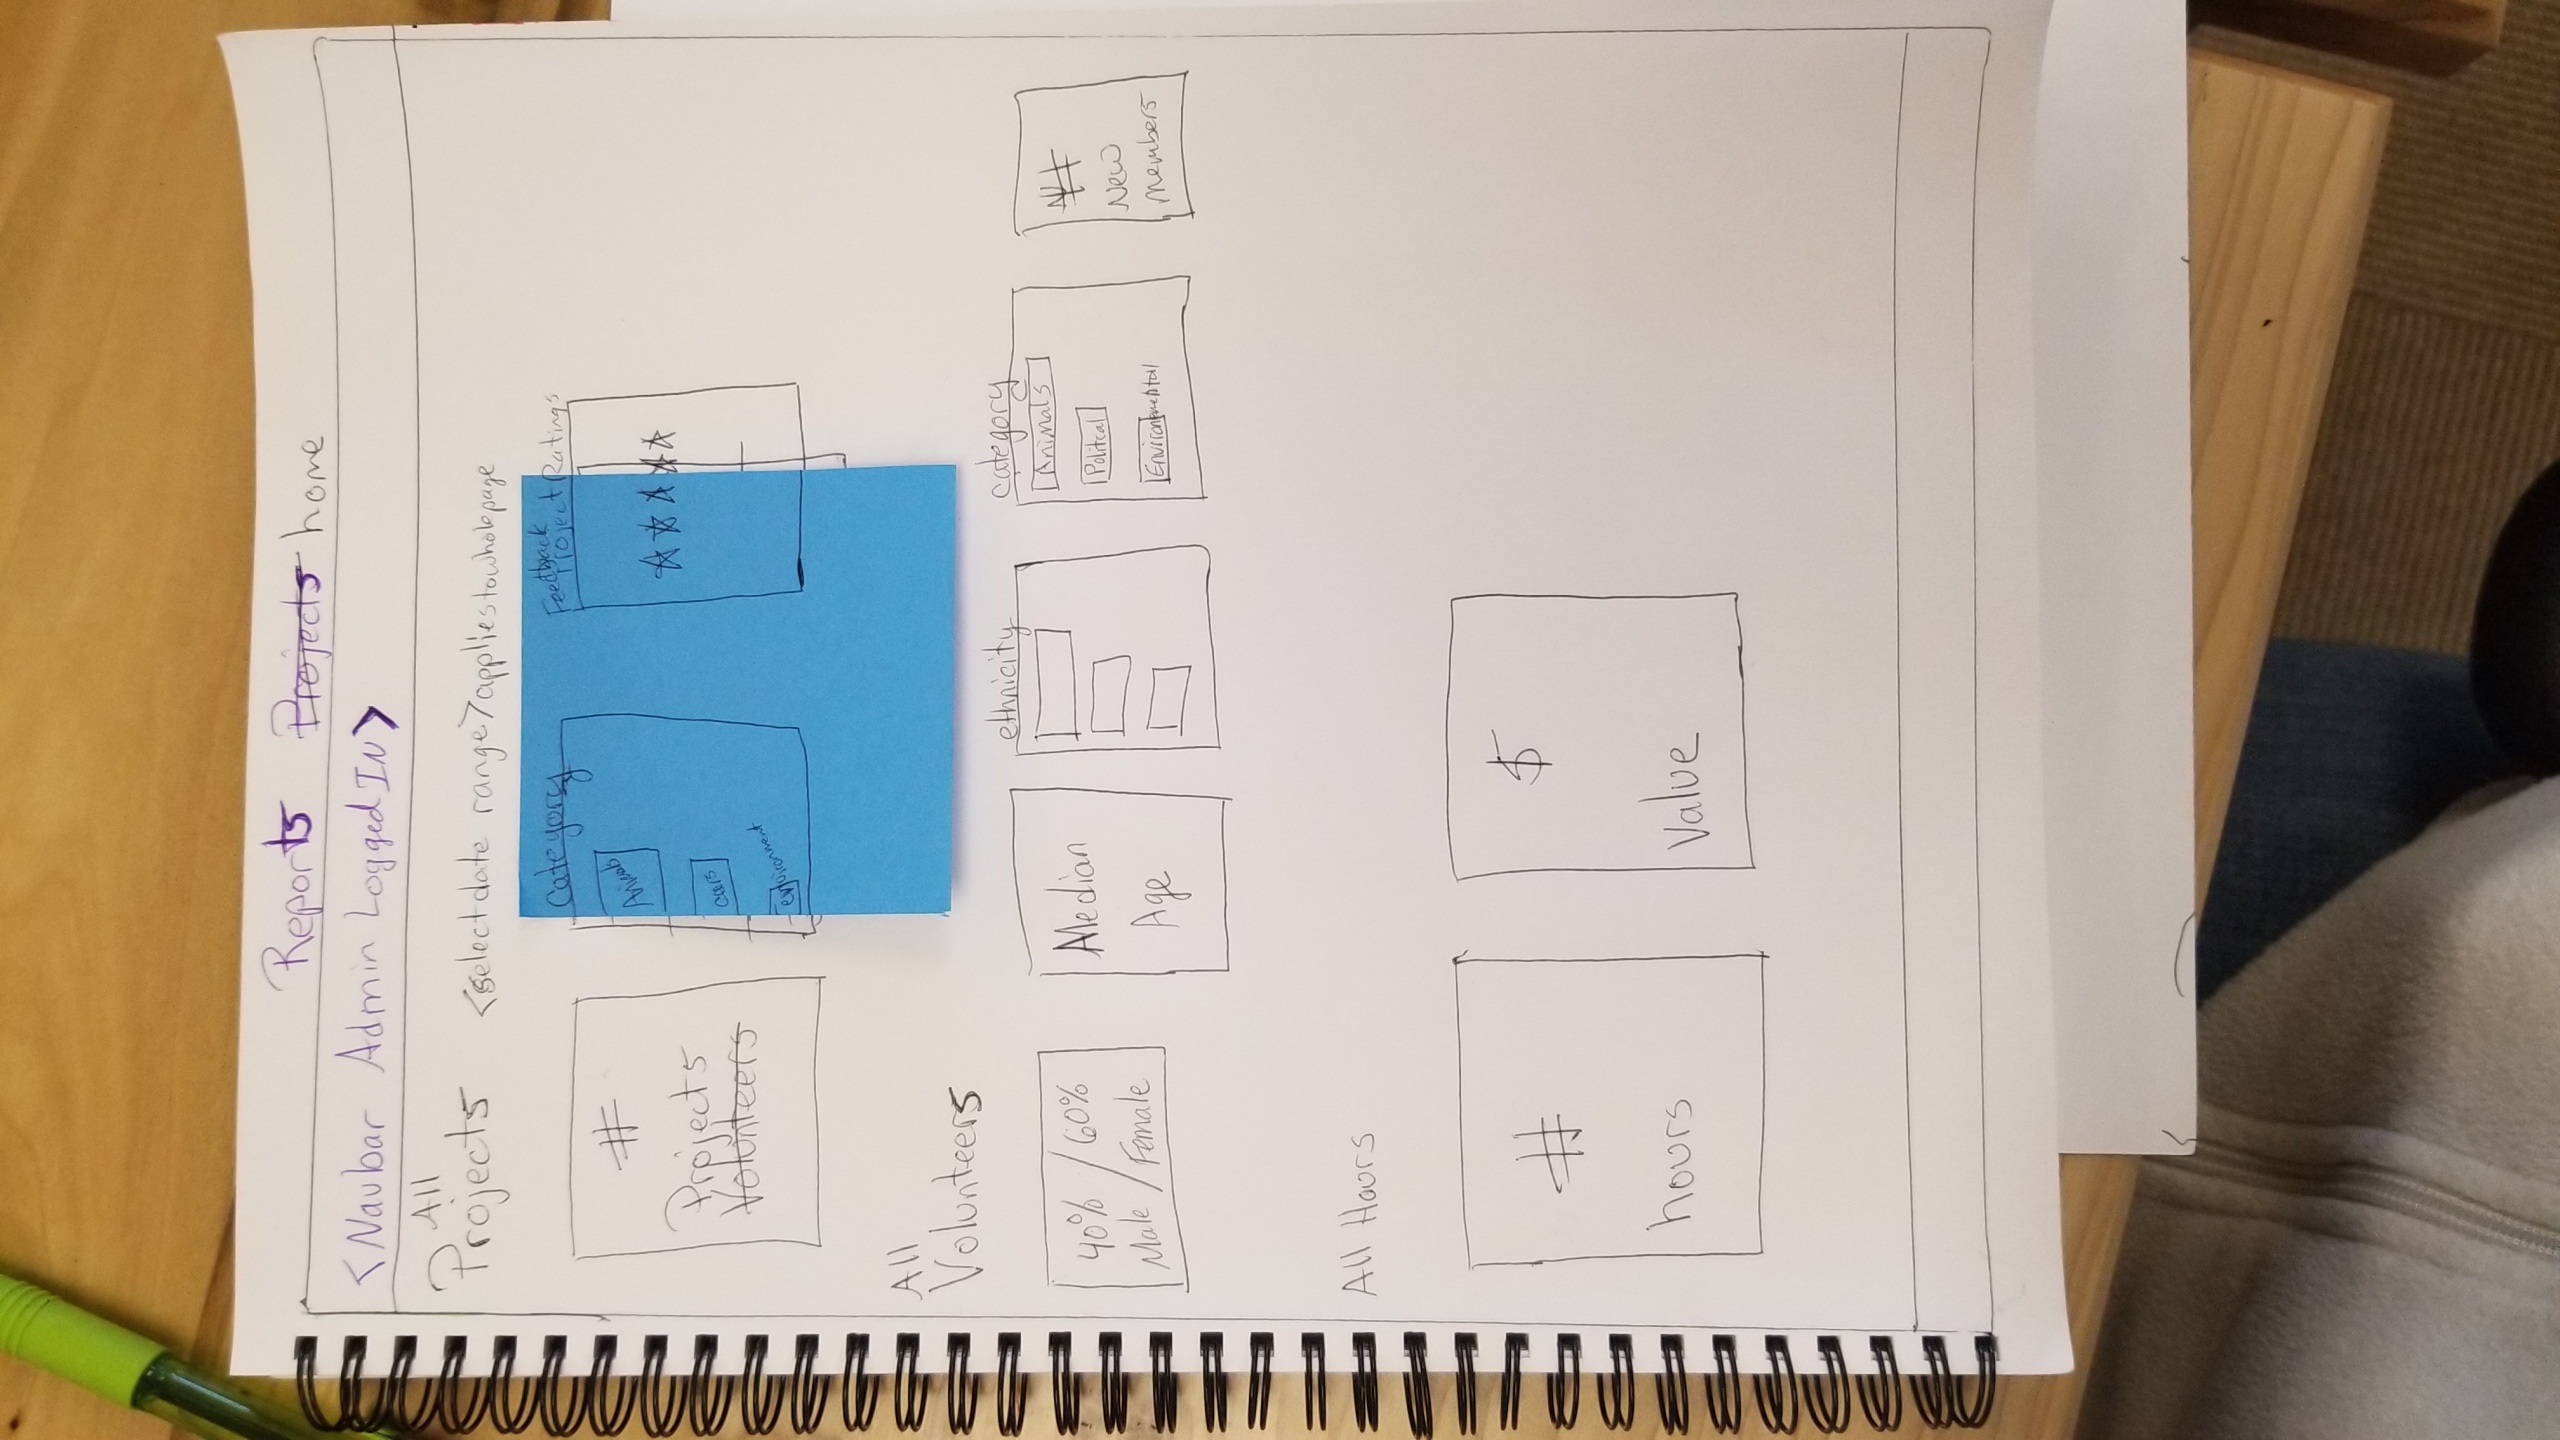 Reports Projects home
<Navbar Admin Logged IN>
All
Projects
<select date range> applies to whole page
#
Projects
Volunteers
Category
Animals
environment
Feedback
Project Ratings
All
Volunteers
40% / 60%
Male / Female
Median
Age
ethnicity
category
Animals
Politcal
Environmental
#
New
members
All Hours
#
hours
$
Value